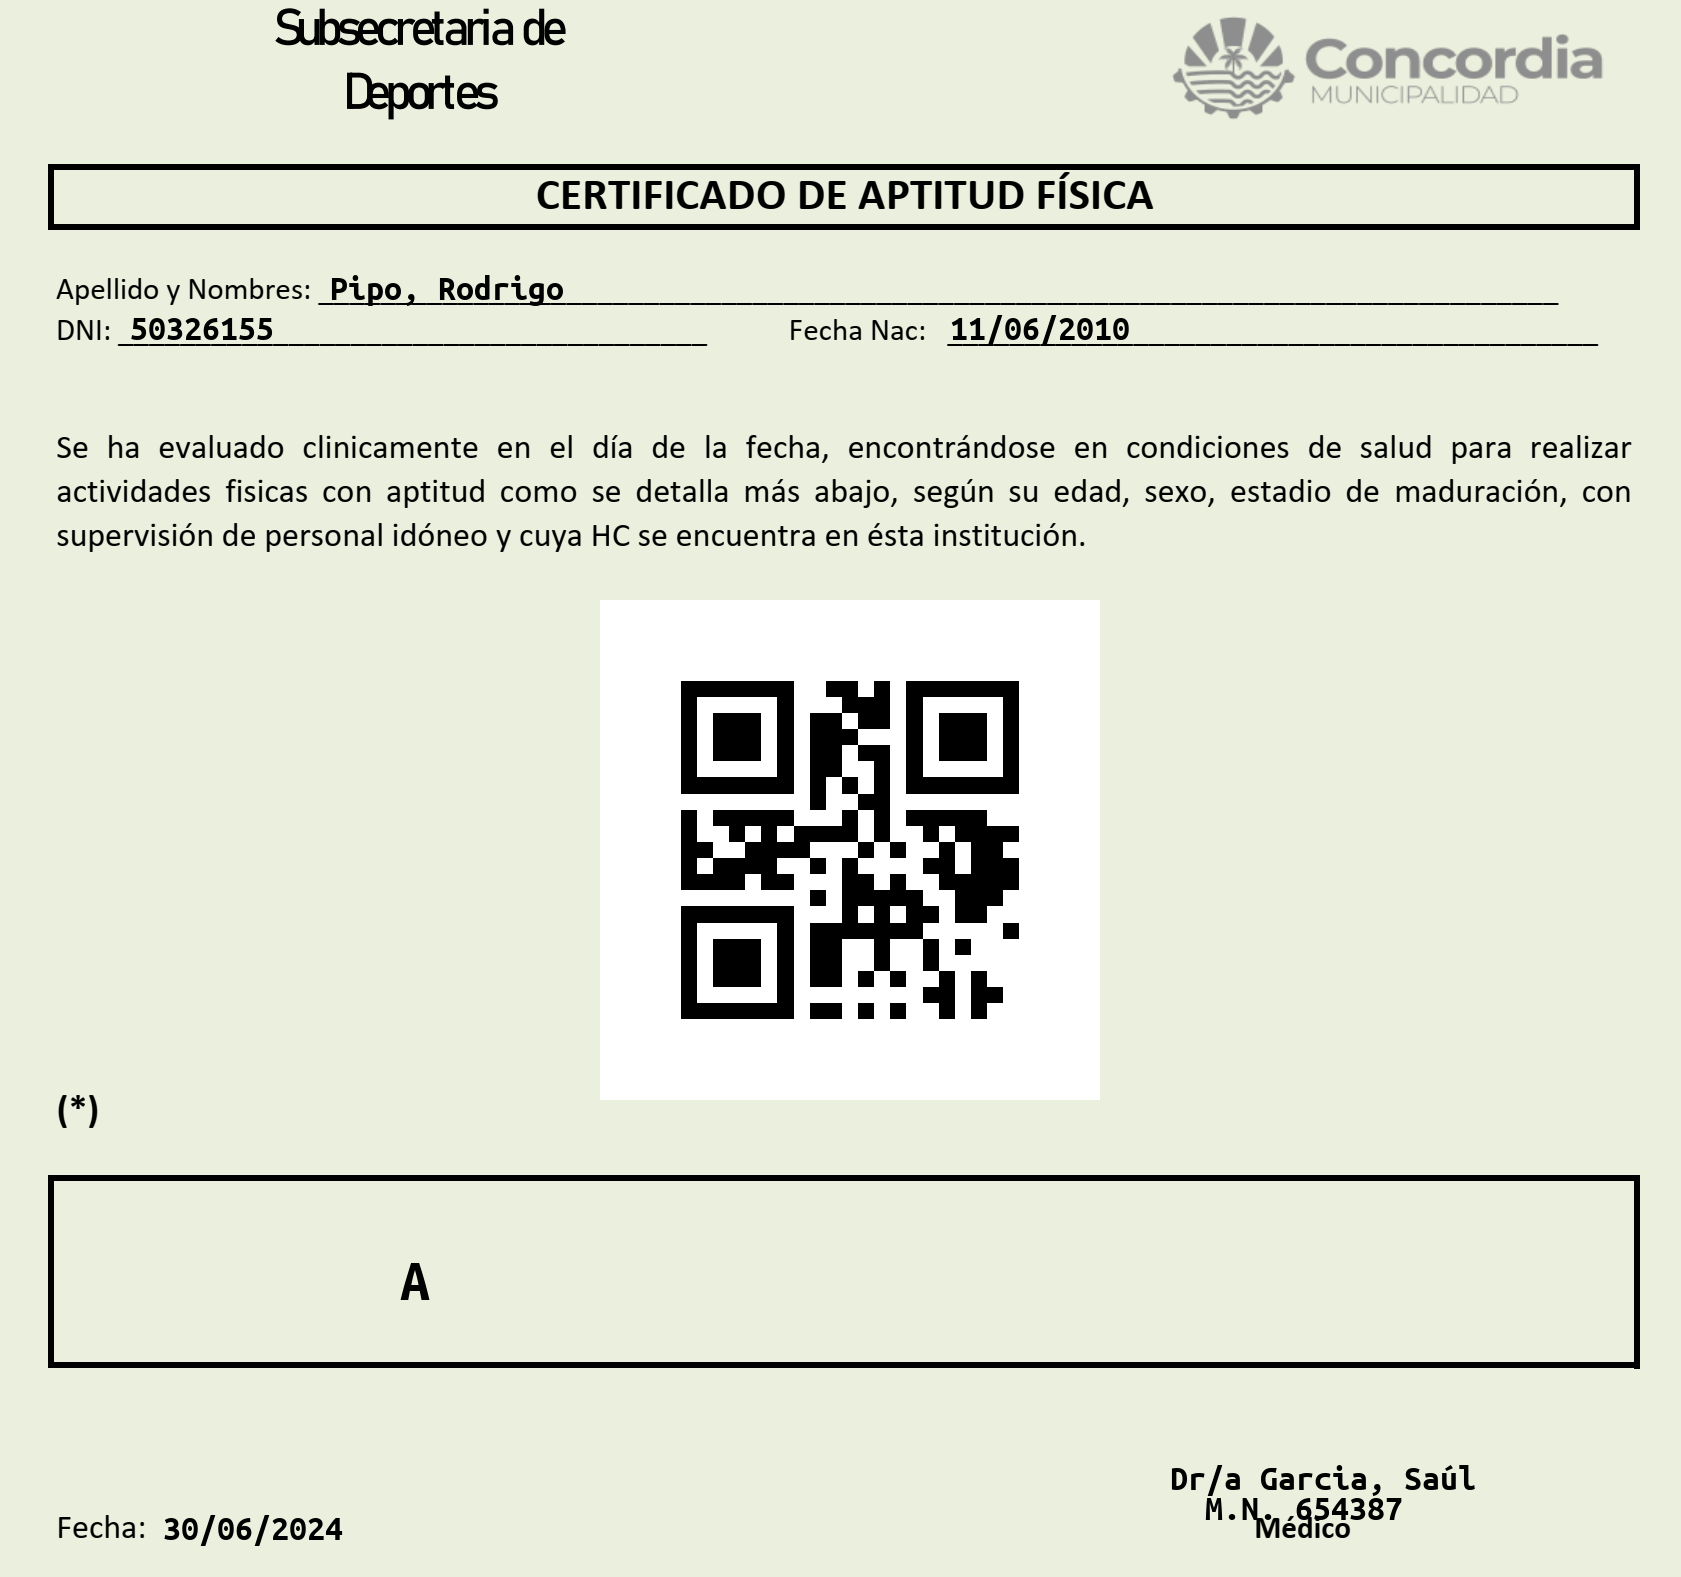 Subsecretaria de
Deportes
Concordia
MUNICIPALIDAD
CERTIFICADO DE APTITUD FÍSICA
Apellido y Nombres: Pipo, Rodrigo
DNI: 50326155 Fecha Nac: 11/06/2010
Se ha evaluado clinicamente en el día de la fecha, encontrándose en condiciones de salud para realizar
actividades fisicas con aptitud como se detalla más abajo, según su edad, sexo, estadio de maduración, con
supervisión de personal idóneo y cuya HC se encuentra en ésta institución.
(*)
A
Dr/a Garcia, Saúl
M.N. 654387
Médico
Fecha: 30/06/2024